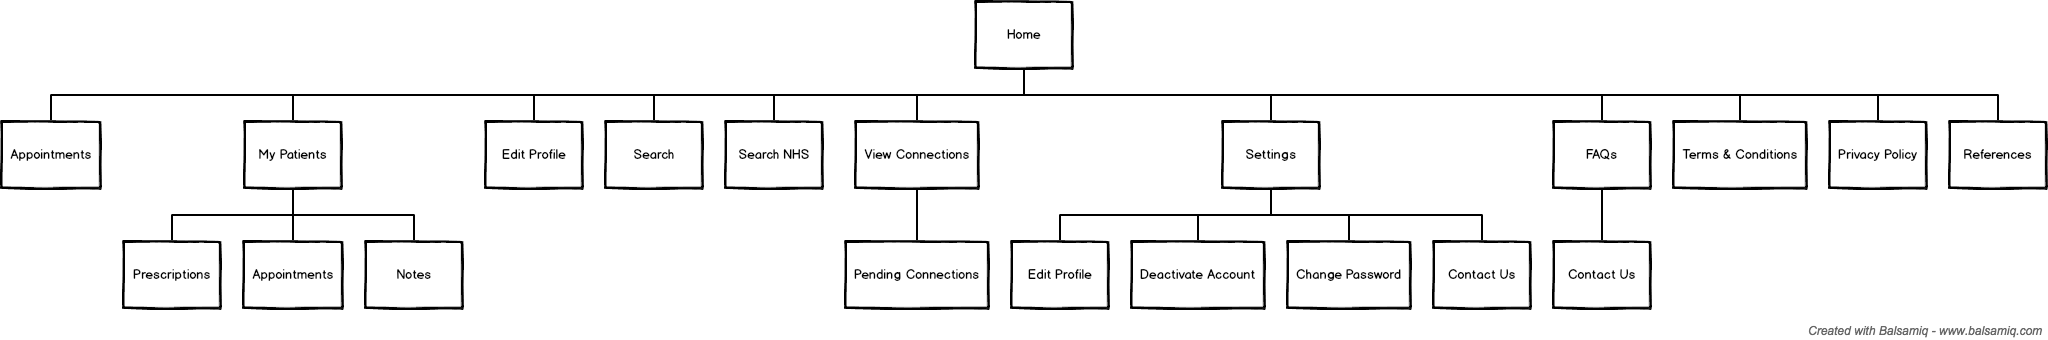 Home
Appointments
My Patients
Edit Profile
Search
Search NHS
View Connections
Settings
FAQs
Terms & Conditions
Privacy Policy
References
Prescriptions
Appointments
Notes
Pending Connections
Edit Profile
Deactivate Account
Change Password
Contact Us
Contact Us
Created with Balsamiq - www.balsamiq.com